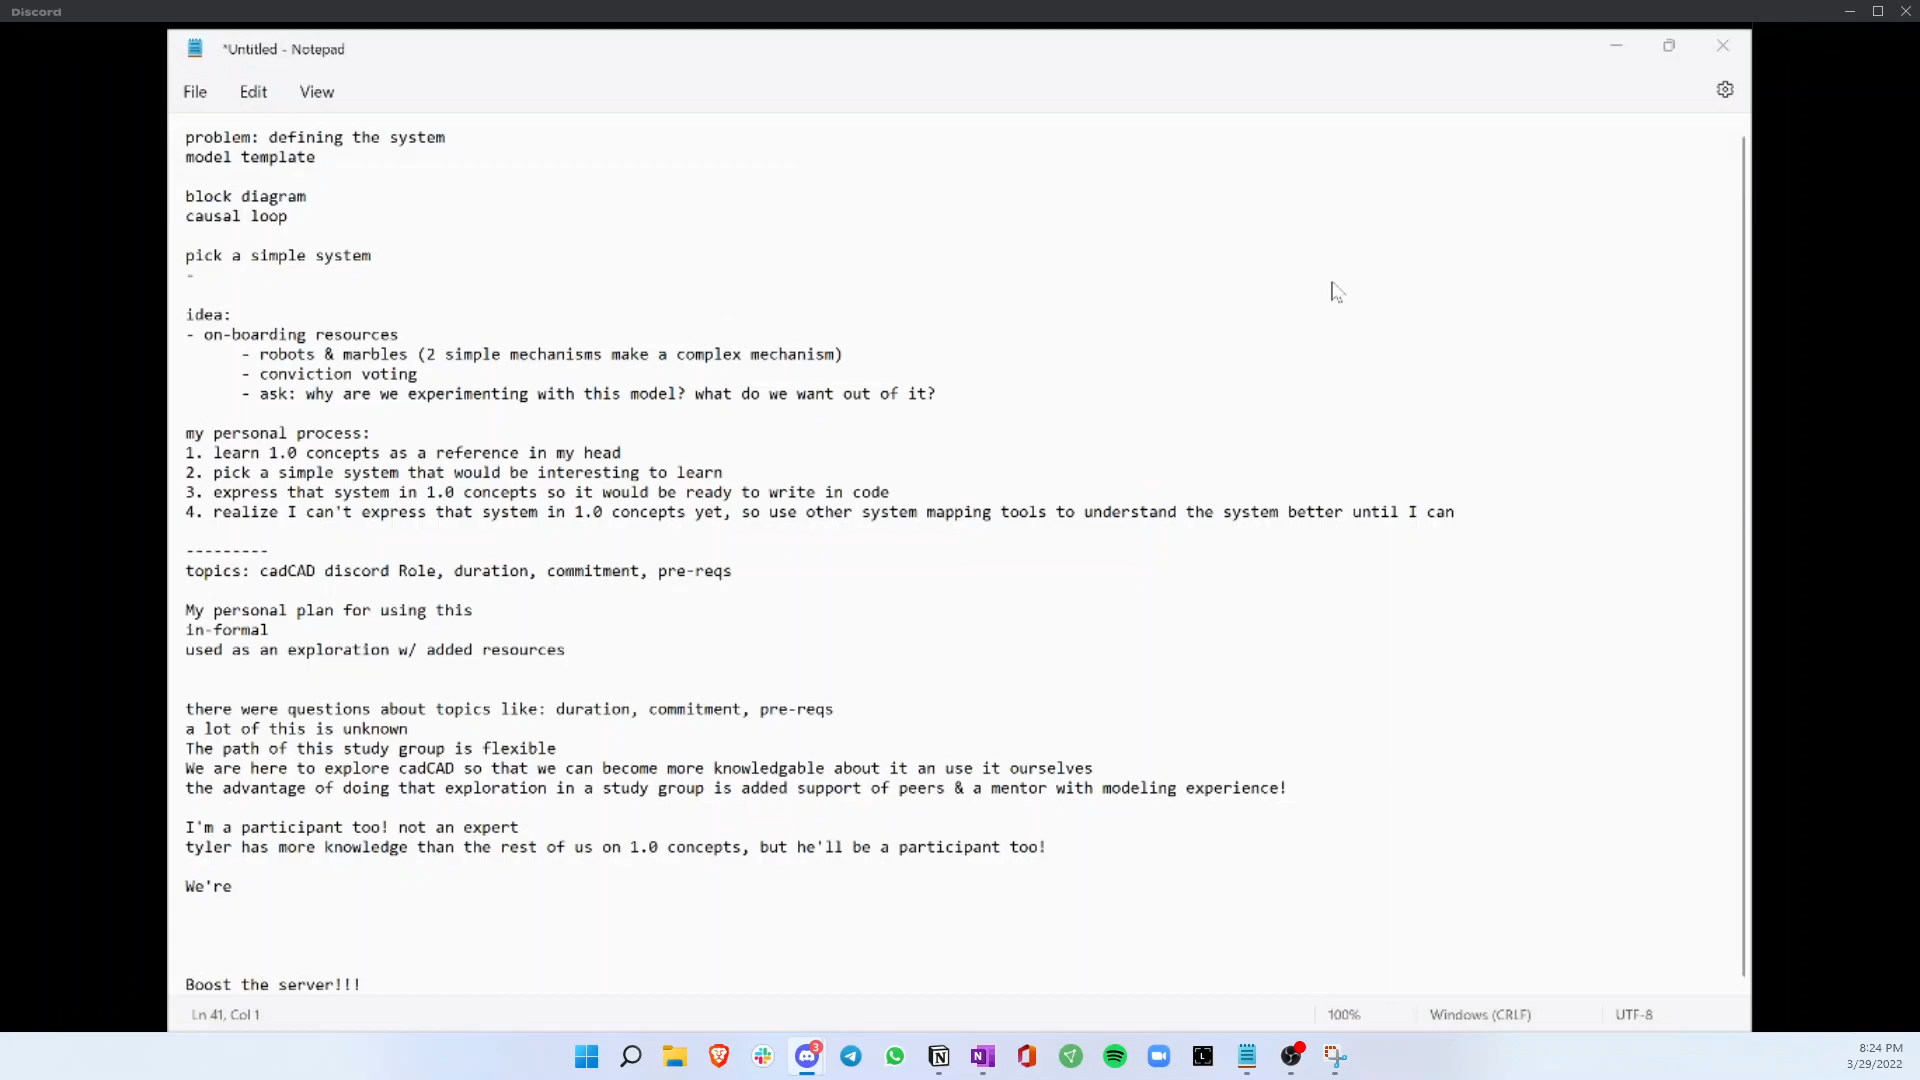 Discord
*Untitled - Notepad
File Edit View
problem: defining the system
model template
block diagram
causal loop
pick a simple system
-
idea:
- on-boarding resources
- robots & marbles (2 simple mechanisms make a complex mechanism)
- conviction voting
- ask: why are we experimenting with this model? what do we want out of it?
my personal process:
1. learn 1.0 concepts as a reference in my head
2. pick a simple system that would be interesting to learn
3. express that system in 1.0 concepts so it would be ready to write in code
4. realize I can't express that system in 1.0 concepts yet, so use other system mapping tools to understand the system better until I can
---------
topics: cadCAD discord Role, duration, commitment, pre-reqs
My personal plan for using this
in-formal
used as an exploration w/ added resources
there were questions about topics like: duration, commitment, pre-reqs
a lot of this is unknown
The path of this study group is flexible
We are here to explore cadCAD so that we can become more knowledgable about it an use it ourselves
the advantage of doing that exploration in a study group is added support of peers & a mentor with modeling experience!
I'm a participant too! not an expert
tyler has more knowledge than the rest of us on 1.0 concepts, but he'll be a participant too!
We're
Boost the server!!!
Ln 41, Col 1 100% Windows (CRLF) UTF-8
3
N
N
L
8:24 PM
3/29/2022